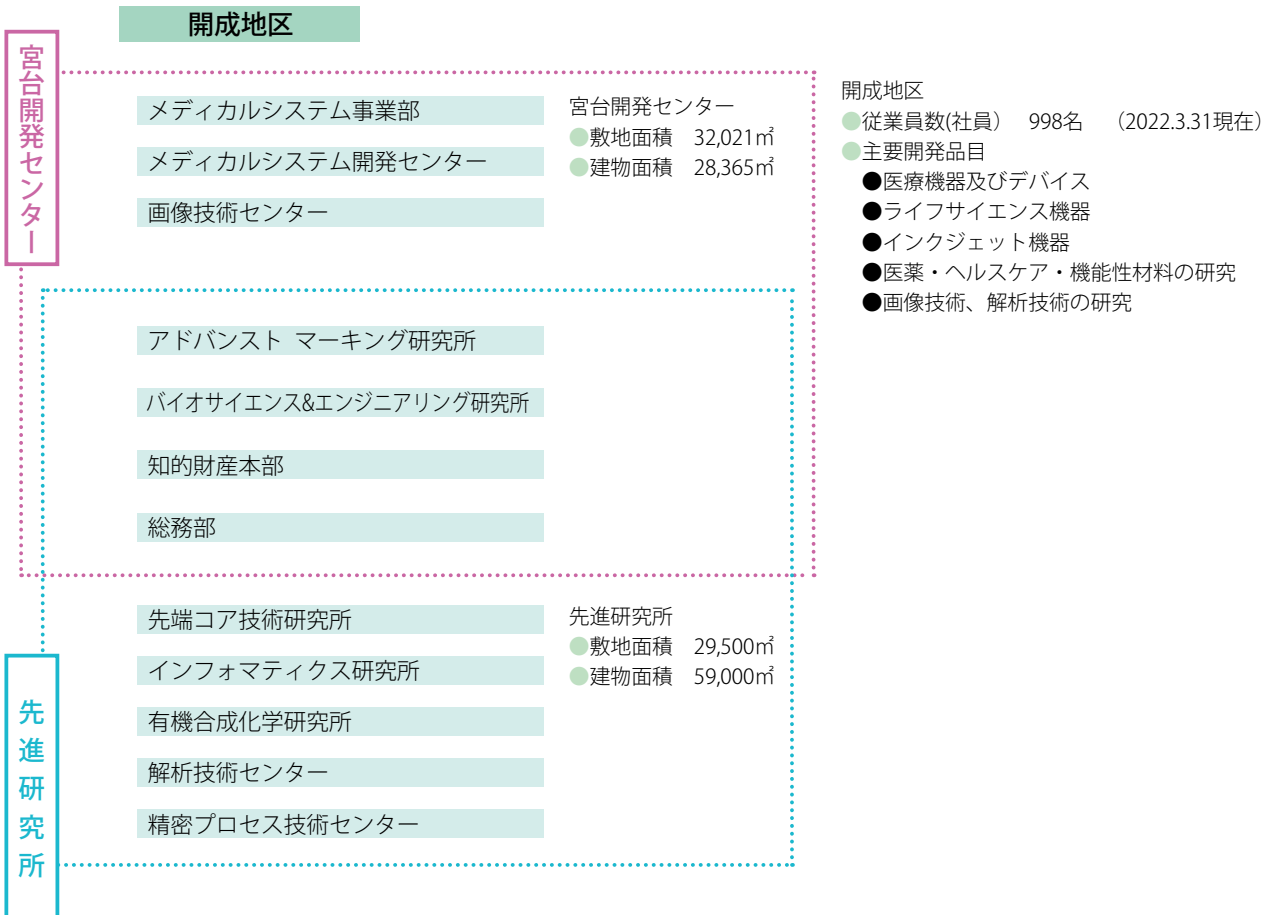 開成地区
宮台開発センター
メディカルシステム事業部
メディカルシステム開発センター
画像技術センター
宮台開発センター
●敷地面積 32,021㎡
●建物面積 28,365㎡
開成地区
●従業員数(社員） 998名 （2022.3.31現在）
●主要開発品目
●医療機器及びデバイス
●ライフサイエンス機器
●インクジェット機器
●医薬・ヘルスケア・機能性材料の研究
●画像技術、解析技術の研究
アドバンスト マーキング研究所
バイオサイエンス&エンジニアリング研究所
知的財産本部
総務部
先進研究所
先端コア技術研究所
インフォマティクス研究所
有機合成化学研究所
解析技術センター
精密プロセス技術センター
先進研究所
●敷地面積 29,500㎡
●建物面積 59,000㎡